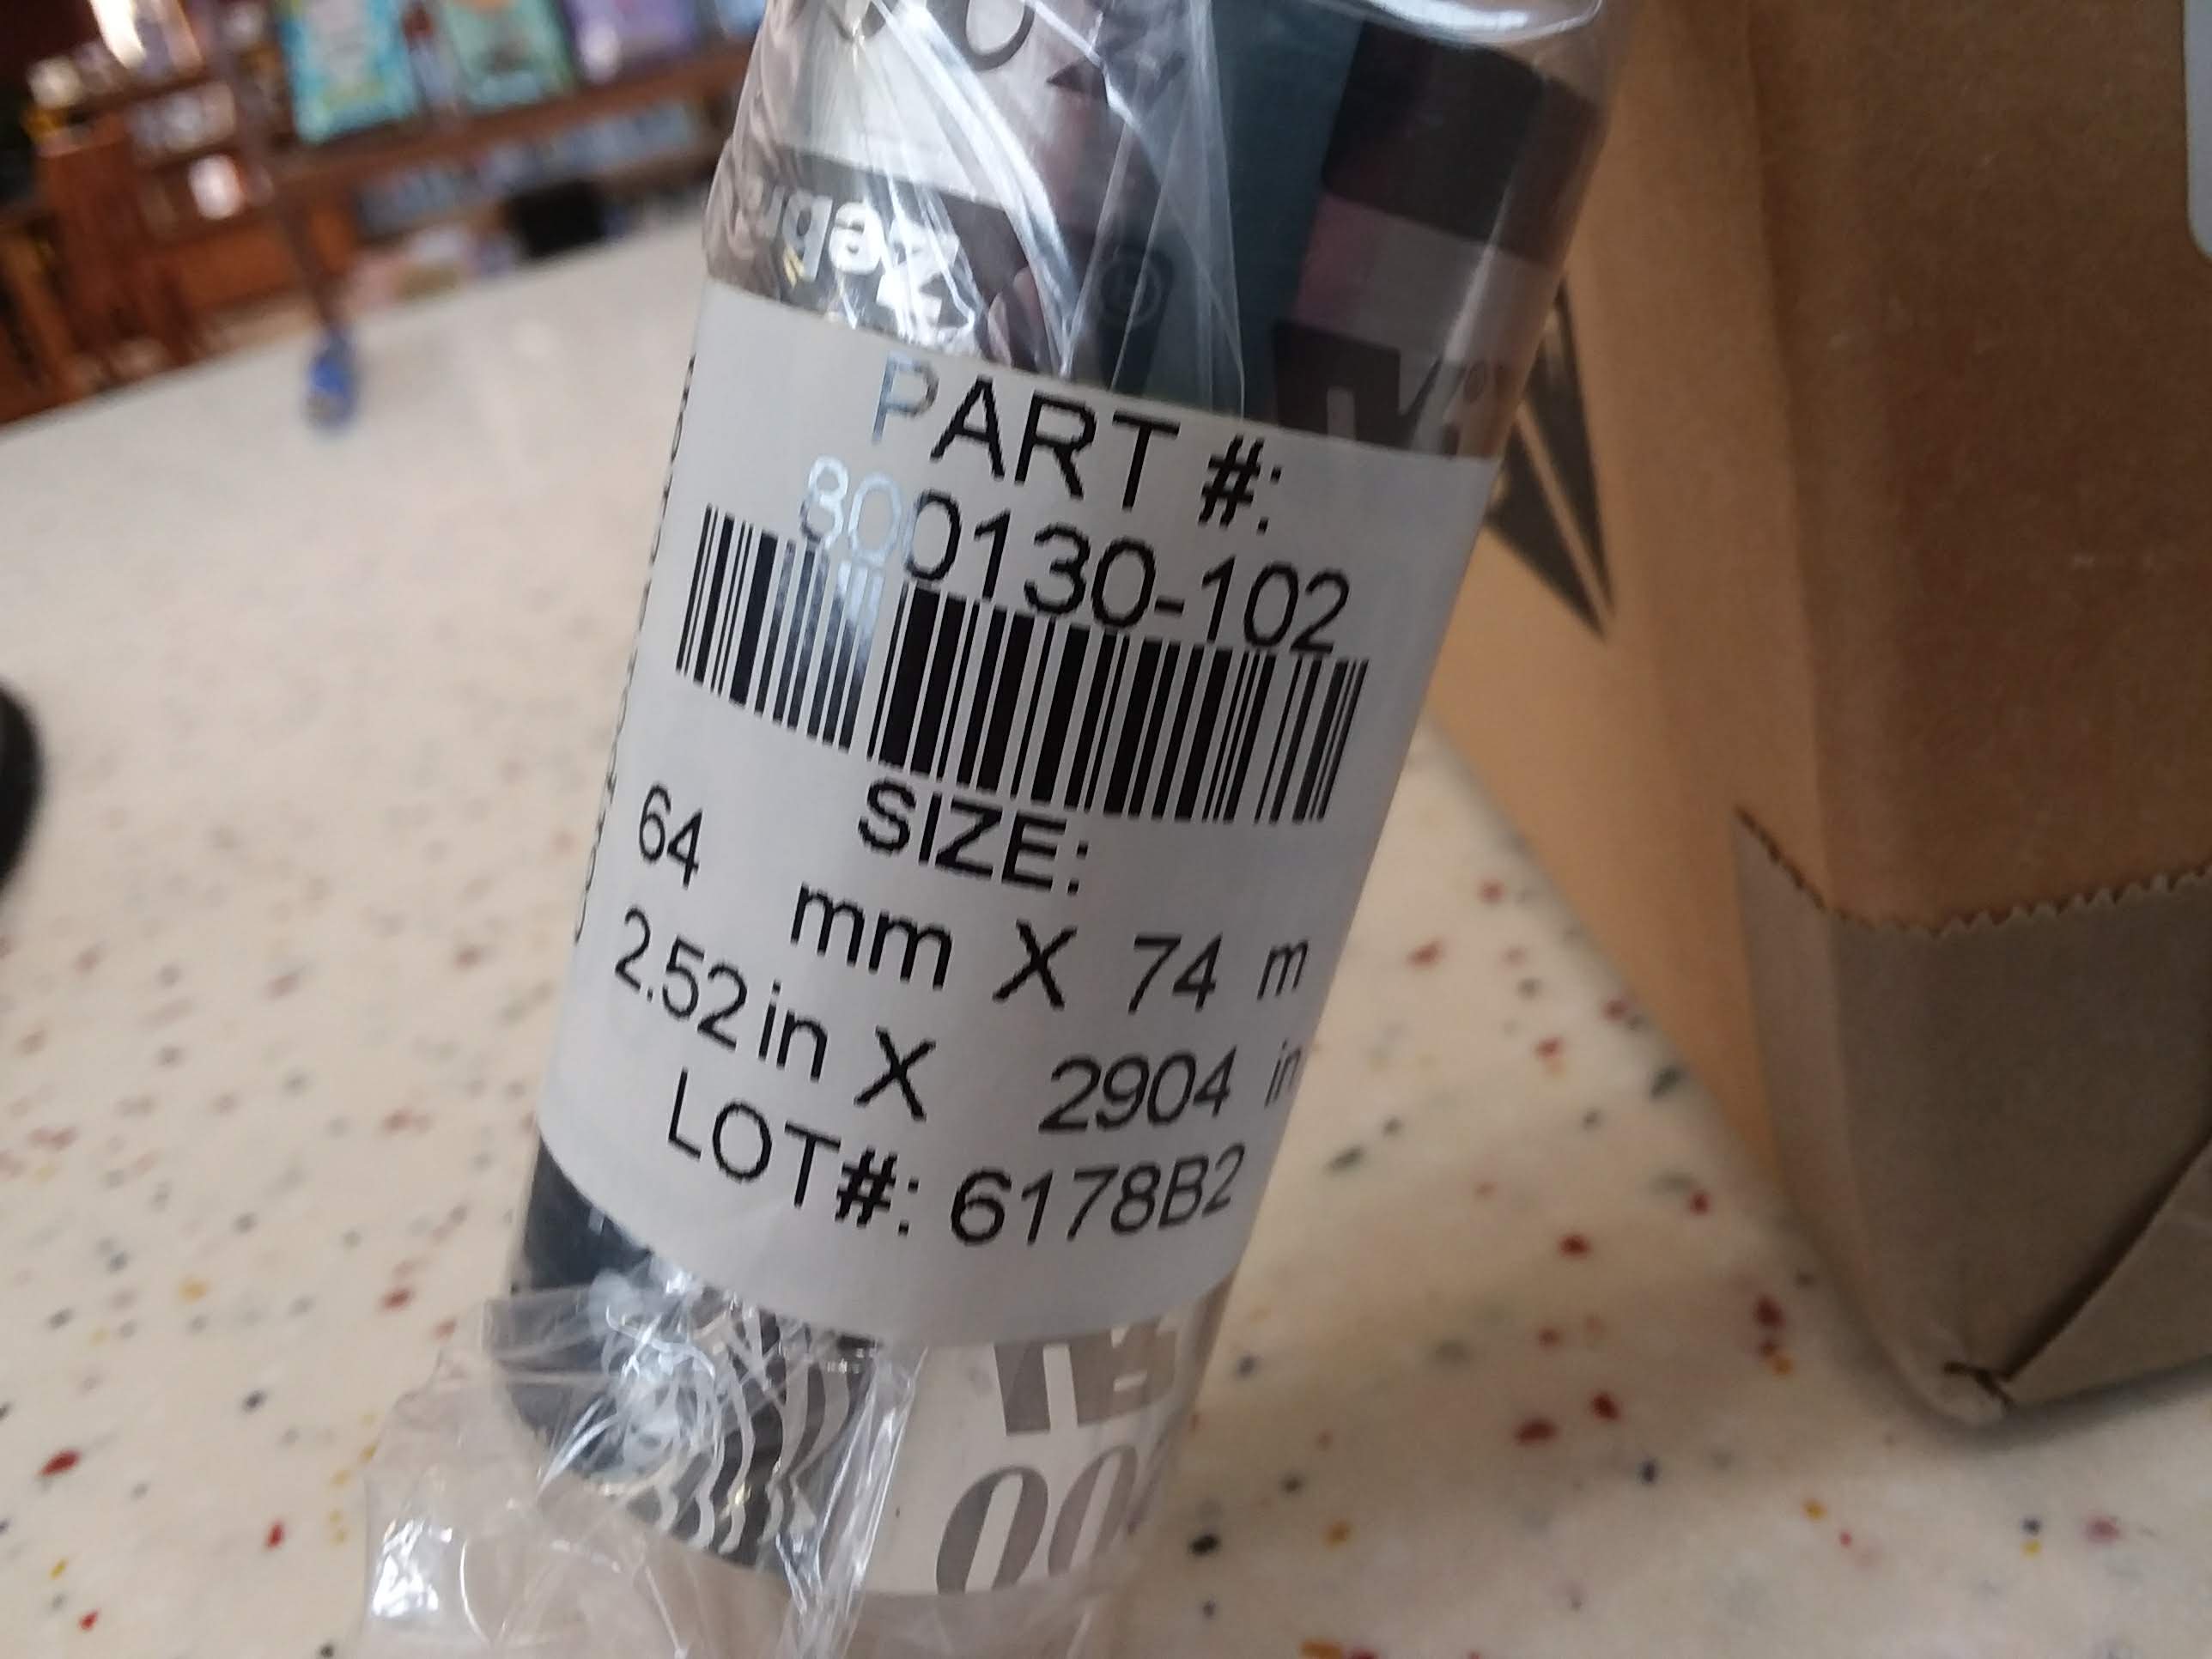 PART #:
800130-102
SIZE:
64 mm X 74 m
2.52 in X 2904 in
LOT#: 6178B2